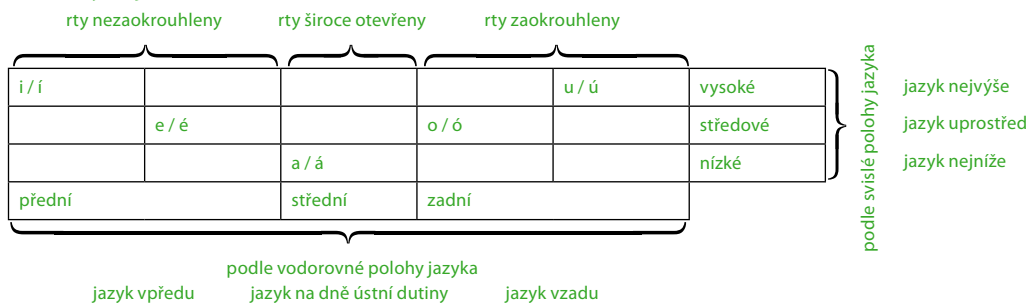 rty nezaokrouhleny rty široce otevřeny rty zaokrouhleny
i / í u / ú vysoké jazyk nejvýše
e / é o / ó středové jazyk uprostřed
a / á nízké jazyk nejníže
podle svislé polohy jazyka
přední střední zadní
podle vodorovné polohy jazyka
jazyk vpředu jazyk na dně ústní dutiny jazyk vzadu